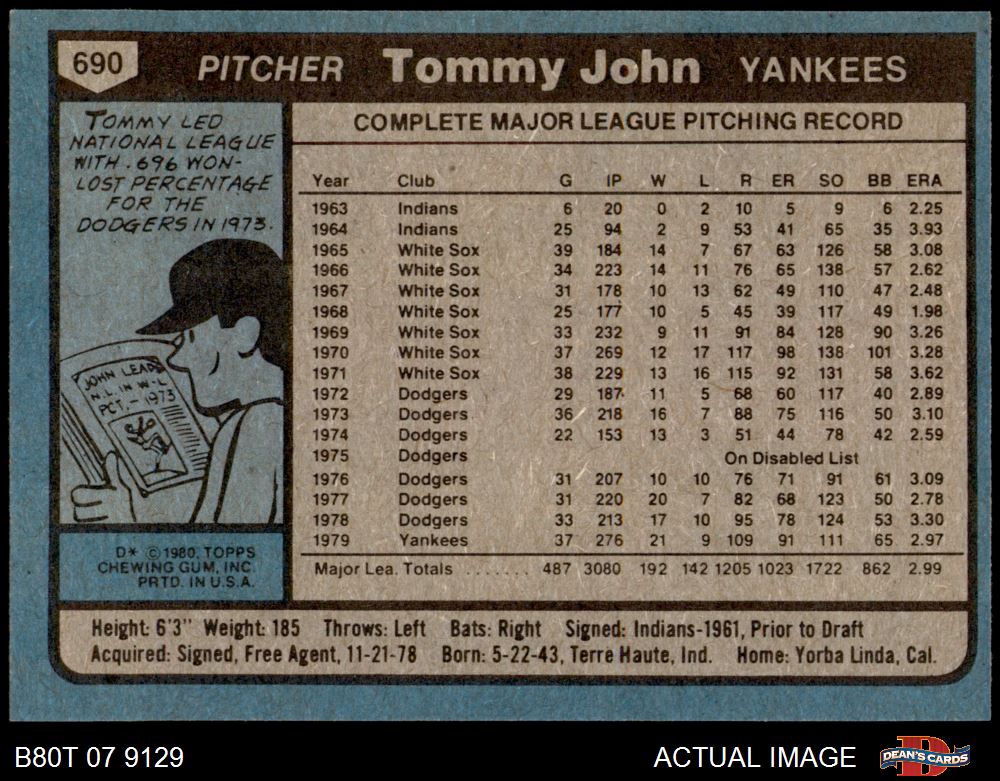 690 PITCHER Tommy John YANKEES
TOMMY LED
NATIONAL LEAGUE
WITH .696 WON-
LOST PERCENTAGE
FOR THE
DODGERS IN 1973.
JOHN LEADS
N.L. IN W-L
PCT. - 1973
D* © 1980, TOPPS
CHEWING GUM, INC.
PRTD. IN U.S.A.
COMPLETE MAJOR LEAGUE PITCHING RECORD
Year Club G IP W L R ER SO BB ERA
1963 Indians 6 20 0 2 10 5 9 6 2.25
1964 Indians 25 94 2 9 53 41 65 35 3.93
1965 White Sox 39 184 14 7 67 63 126 58 3.08
1966 White Sox 34 223 14 11 76 65 138 57 2.62
1967 White Sox 31 178 10 13 62 49 110 47 2.48
1968 White Sox 25 177 10 5 45 39 117 49 1.98
1969 White Sox 33 232 9 11 91 84 128 90 3.26
1970 White Sox 37 269 12 17 117 98 138 101 3.28
1971 White Sox 38 229 13 16 115 92 131 58 3.62
1972 Dodgers 29 187 11 5 68 60 117 40 2.89
1973 Dodgers 36 218 16 7 88 75 116 50 3.10
1974 Dodgers 22 153 13 3 51 44 78 42 2.59
1975 Dodgers On Disabled List
1976 Dodgers 31 207 10 10 76 71 91 61 3.09
1977 Dodgers 31 220 20 7 82 68 123 50 2.78
1978 Dodgers 33 213 17 10 95 78 124 53 3.30
1979 Yankees 37 276 21 9 109 91 111 65 2.97
Major Lea. Totals ....... 487 3080 192 142 1205 1023 1722 862 2.99
Height: 6'3" Weight: 185 Throws: Left Bats: Right Signed: Indians-1961, Prior to Draft
Acquired: Signed, Free Agent, 11-21-78 Born: 5-22-43, Terre Haute, Ind. Home: Yorba Linda, Cal.
B80T 07 9129 ACTUAL IMAGE DEAN'S CARDS